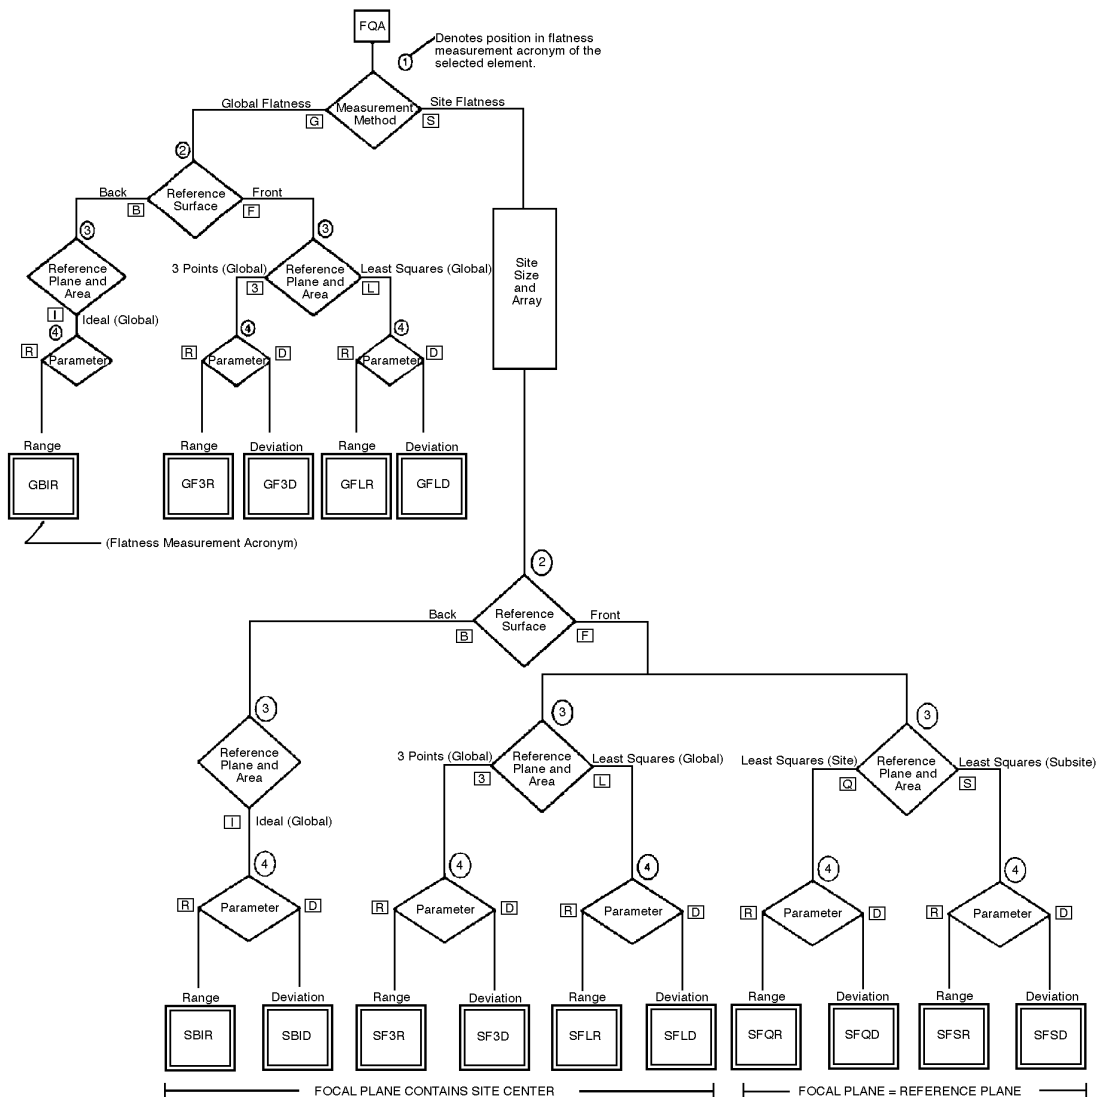 FQA
1
Denotes position in flatness
measurement acronym of the
selected element.
Global Flatness
Measurement
Method
Site Flatness
G
S
2
Back
Reference
Surface
Front
B
F
3
3
Reference
Plane and
Area
3 Points (Global)
Reference
Plane and
Area
Least Squares (Global)
3
L
Site
Size
and
Array
I
Ideal (Global)
4
4
4
R
Parameter
R
Parameter
D
R
Parameter
D
Range
Range
Deviation
Range
Deviation
GBIR
GF3R
GF3D
GFLR
GFLD
(Flatness Measurement Acronym)
2
Back
Reference
Surface
Front
B
F
3
3
3
Reference
Plane and
Area
3 Points (Global)
Reference
Plane and
Area
Least Squares (Global)
Least Squares (Site)
Reference
Plane and
Area
Least Squares (Subsite)
3
L
Q
S
I
Ideal (Global)
4
4
4
4
4
R
Parameter
D
R
Parameter
D
R
Parameter
D
R
Parameter
D
R
Parameter
D
Range
Deviation
Range
Deviation
Range
Deviation
Range
Deviation
Range
Deviation
SBIR
SBID
SF3R
SF3D
SFLR
SFLD
SFQR
SFQD
SFSR
SFSD
FOCAL PLANE CONTAINS SITE CENTER
FOCAL PLANE = REFERENCE PLANE